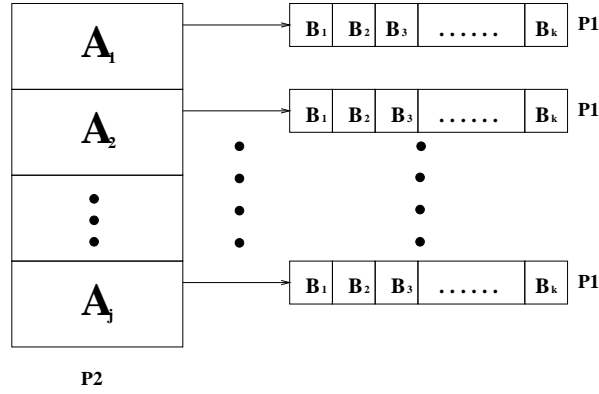 A1 B1 B2 B3 ...... Bk P1
A2 B1 B2 B3 ...... Bk P1
Aj B1 B2 B3 ...... Bk P1
P2